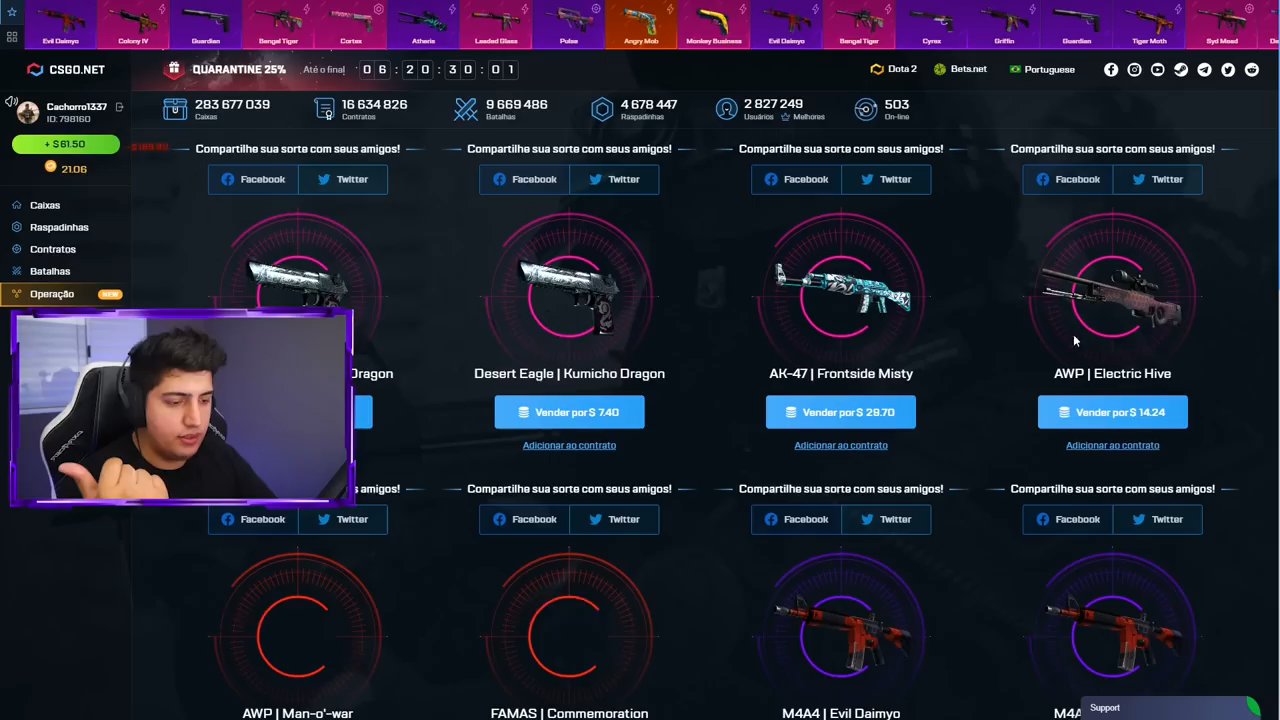 Evil Daimyo Colony IV Guardian Bengal Tiger Cortex Atheris Leaded Glass Pulse Angry Mob Monkey Business Evil Daimyo Bengal Tiger Cyrex Griffin Guardian Tiger Moth Syd Mead
CSGO.NET QUARANTINE 25% Até o final 06:20:30:01 Dota 2 Bets.net Portuguese
Cachorro1337
ID: 798160
283 677 039 16 634 826 9 669 486 4 678 447 2 827 249 503
Caixas Contratos Batalhas Raspadinhas Usuários Melhores On-line
+ $ 61.50
21.06
Caixas
Raspadinhas
Contratos
Batalhas
Operação NEW
Compartilhe sua sorte com seus amigos! Compartilhe sua sorte com seus amigos! Compartilhe sua sorte com seus amigos! Compartilhe sua sorte com seus amigos!
Facebook Twitter Facebook Twitter Facebook Twitter Facebook Twitter
Dragon Desert Eagle | Kumicho Dragon AK-47 | Frontside Misty AWP | Electric Hive
Vender por $ 7.40 Vender por $ 29.70 Vender por $ 14.24
Adicionar ao contrato Adicionar ao contrato Adicionar ao contrato
s amigos! Compartilhe sua sorte com seus amigos! Compartilhe sua sorte com seus amigos! Compartilhe sua sorte com seus amigos!
Facebook Twitter Facebook Twitter Facebook Twitter Facebook Twitter
AWP | Man-o'-war FAMAS | Commemoration M4A4 | Evil Daimyo M4A
Support